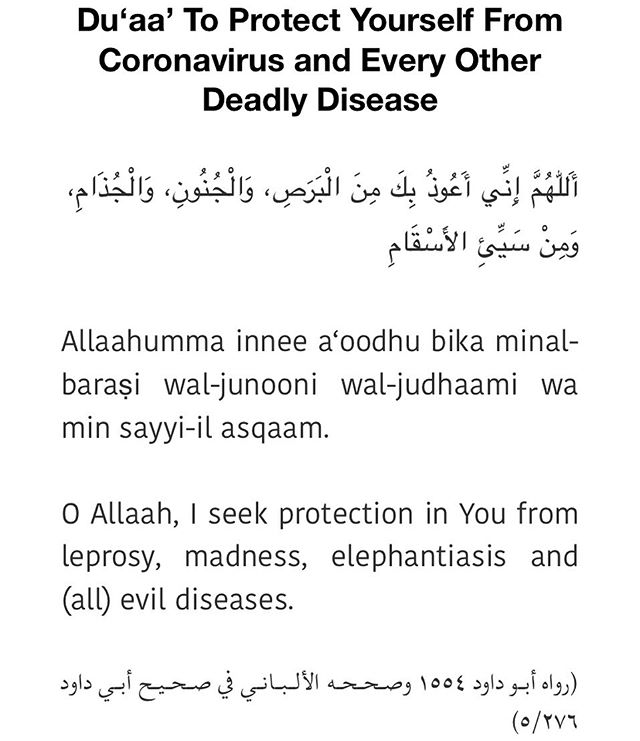 Du‘aa’ To Protect Yourself From
Coronavirus and Every Other
Deadly Disease
أَللّٰهُمَّ إِنِّي أَعُوذُ بِكَ مِنَ الْبَرَصِ، وَالْجُنُونِ، وَالْجُذَامِ،
وَمِنْ سَيِّئِ الأَسْقَامِ
Allaahumma innee a‘oodhu bika minal-
baraṣi wal-junooni wal-judhaami wa
min sayyi-il asqaam.
O Allaah, I seek protection in You from
leprosy, madness, elephantiasis and
(all) evil diseases.
(رواه أبو داود ١٥٥٤ وصححه الألباني في صحيح أبي داود
٥/٢٧٦)